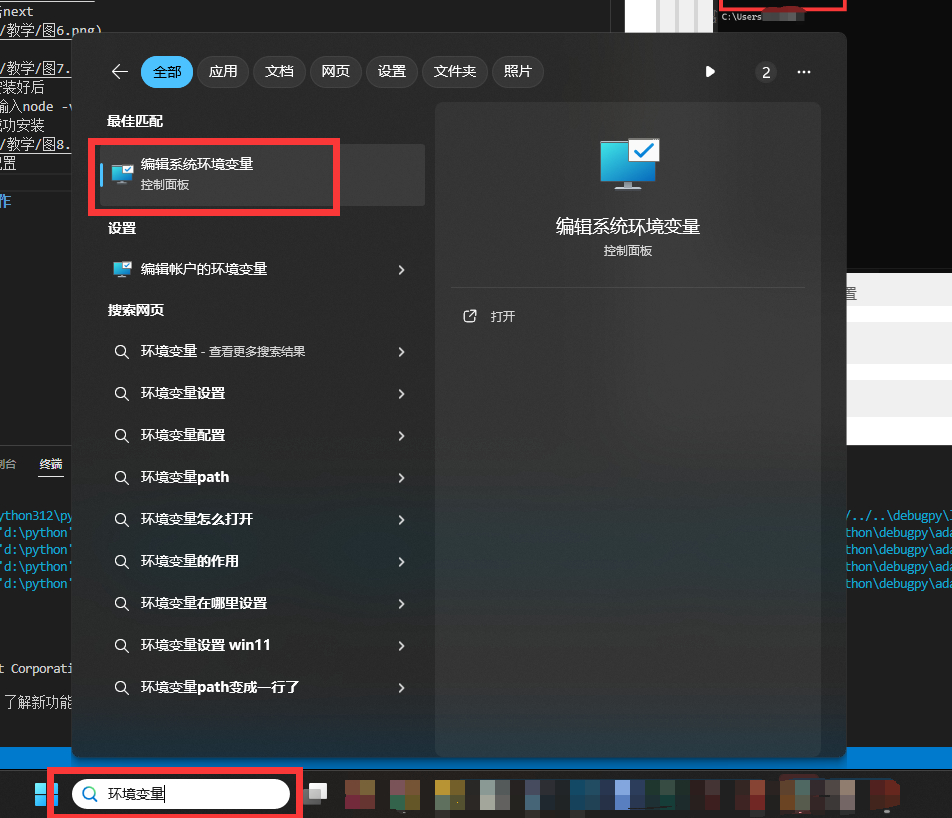 next
/教学/图6.png)
/教学/图7.
安装好后
输入node -v
成功安装
/教学/图8.
配置
作
C:\Users
全部
应用
文档
网页
设置
文件夹
照片
2
最佳匹配
编辑系统环境变量
控制面板
设置
编辑帐户的环境变量
搜索网页
环境变量 - 查看更多搜索结果
环境变量设置
环境变量配置
环境变量path
环境变量怎么打开
环境变量的作用
环境变量在哪里设置
环境变量设置 win11
环境变量path变成一行了
编辑系统环境变量
控制面板
打开
置
制台
终端
ython312\py
'd:\python'
'd:\python'
'd:\python'
'd:\python'
/../..\debugpy\
thon\debugpy\ada
thon\debugpy\ada
thon\debugpy\ada
thon\debugpy\ada
t Corporati
了解新功能
环境变量